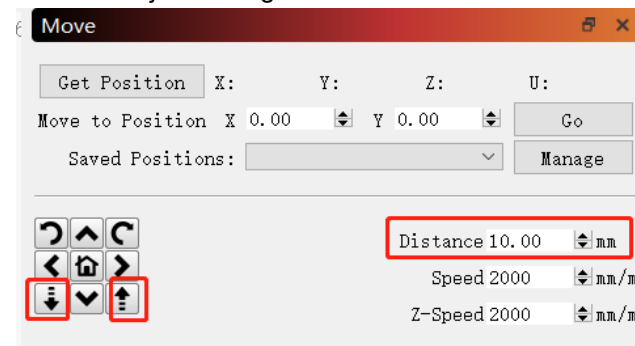 Move
Get Position X: Y: Z: U:
Move to Position X 0.00 Y 0.00 Go
Saved Positions: Manage
Distance 10.00 mm
Speed 2000 mm/m
Z-Speed 2000 mm/m